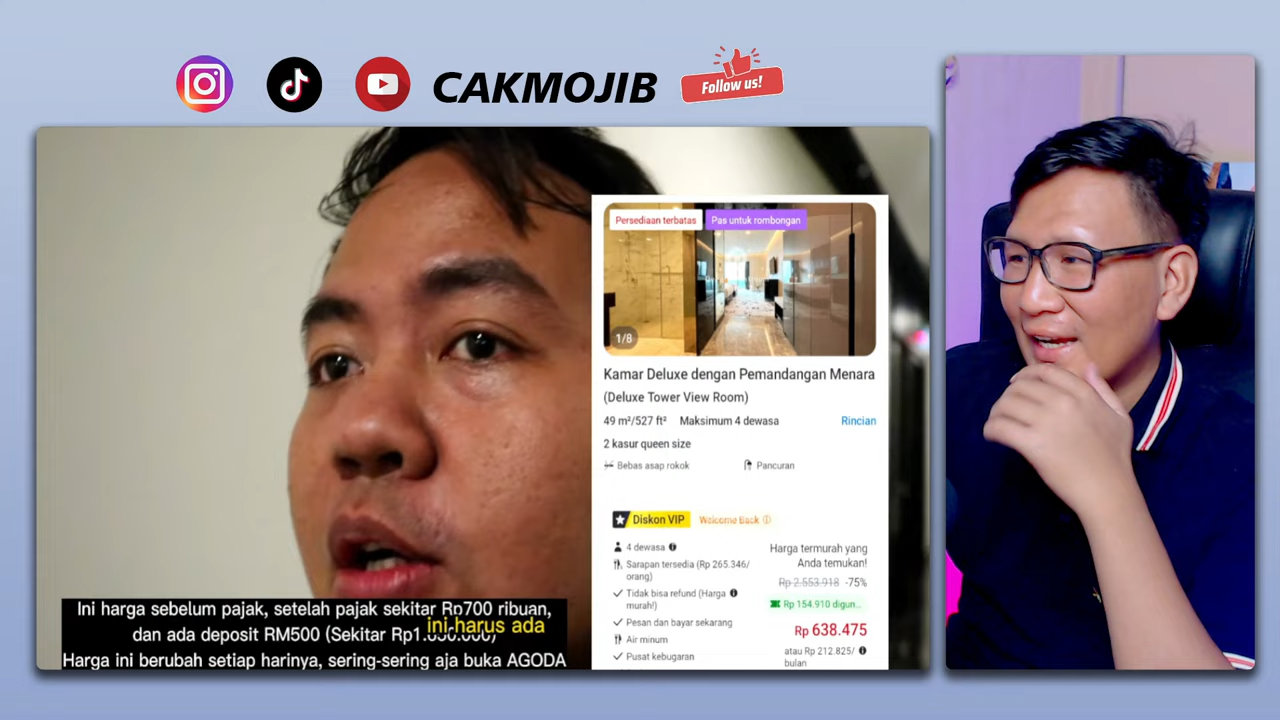 CAKMOJIB
Follow us!
Persediaan terbatas
Pas untuk rombongan
1/8
Kamar Deluxe dengan Pemandangan Menara
(Deluxe Tower View Room)
49 m²/527 ft² Maksimum 4 dewasa Rincian
2 kasur queen size
Bebas asap rokok Pancuran
Diskon VIP Welcome Back
4 dewasa
Sarapan tersedia (Rp 265.346/
orang)
Tidak bisa refund (Harga
murah!)
Pesan dan bayar sekarang
Air minum
Pusat kebugaran
Harga termurah yang
Anda temukan!
Rp 2.553.918 -75%
Rp 154.910 digun...
Rp 638.475
atau Rp 212.825/
bulan
Ini harga sebelum pajak, setelah pajak sekitar Rp700 ribuan,
dan ada deposit RM500 (Sekitar
ini harus ada
Harga ini berubah setiap harinya, sering-sering aja buka AGODA